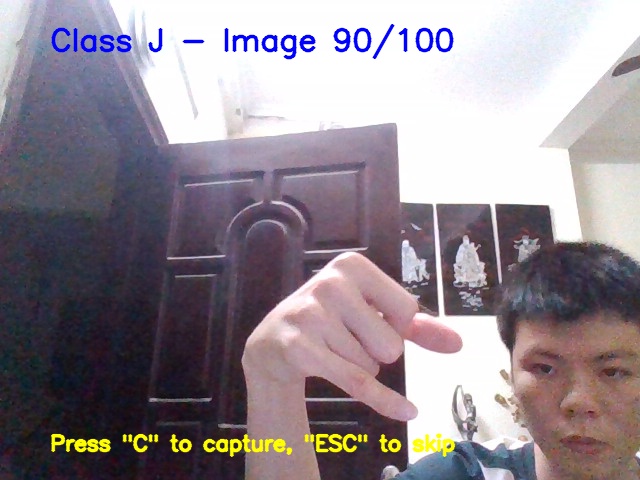 Class J - Image 90/100
Press "C" to capture, "ESC" to skip